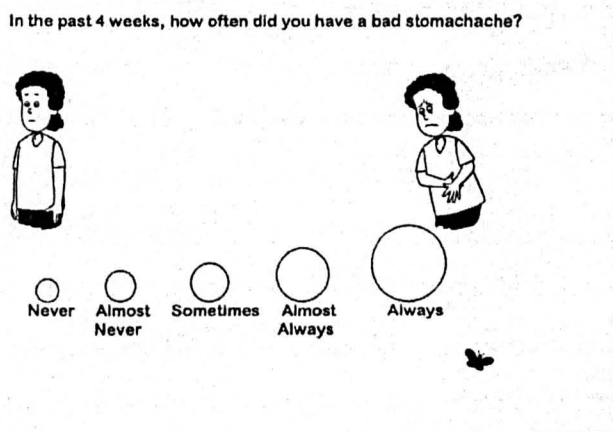 In the past 4 weeks, how often did you have a bad stomachache?
Never Almost Sometimes Almost Always
Never Always